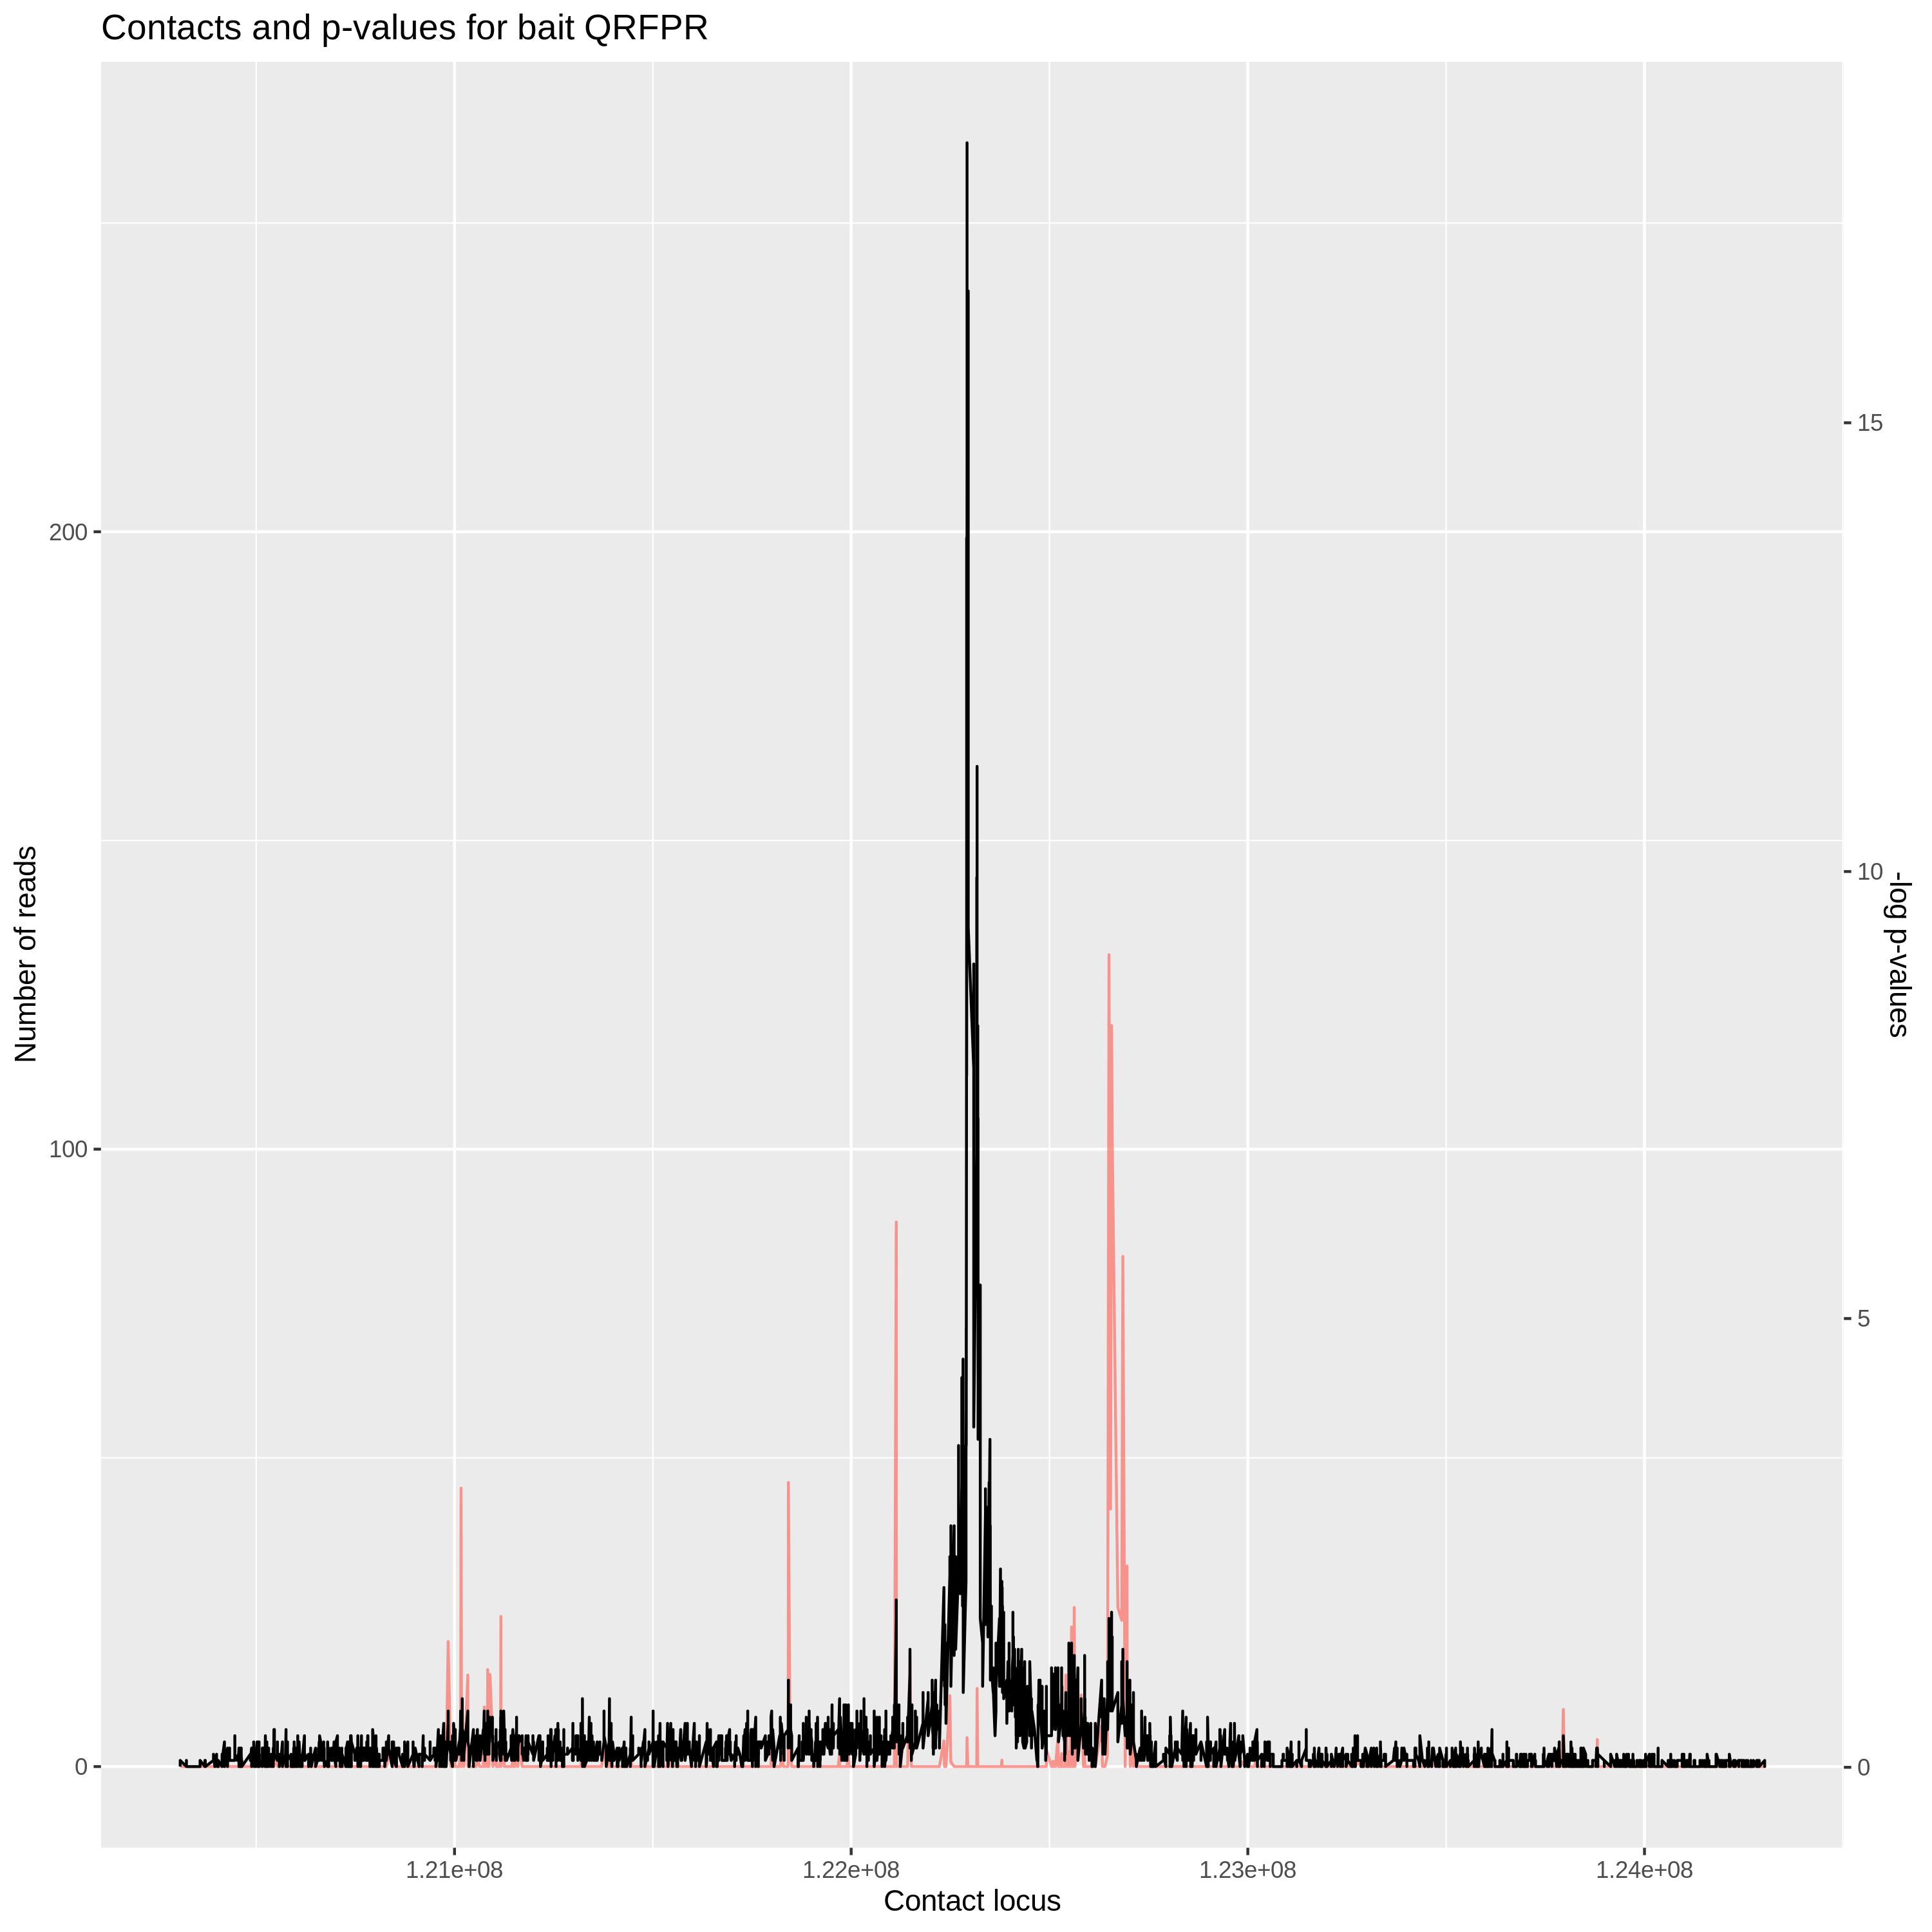 Contacts and p-values for bait QRFPR
Number of reads
200
100
0
15
10
5
0
-log p-values
1.21e+08
1.22e+08
1.23e+08
1.24e+08
Contact locus